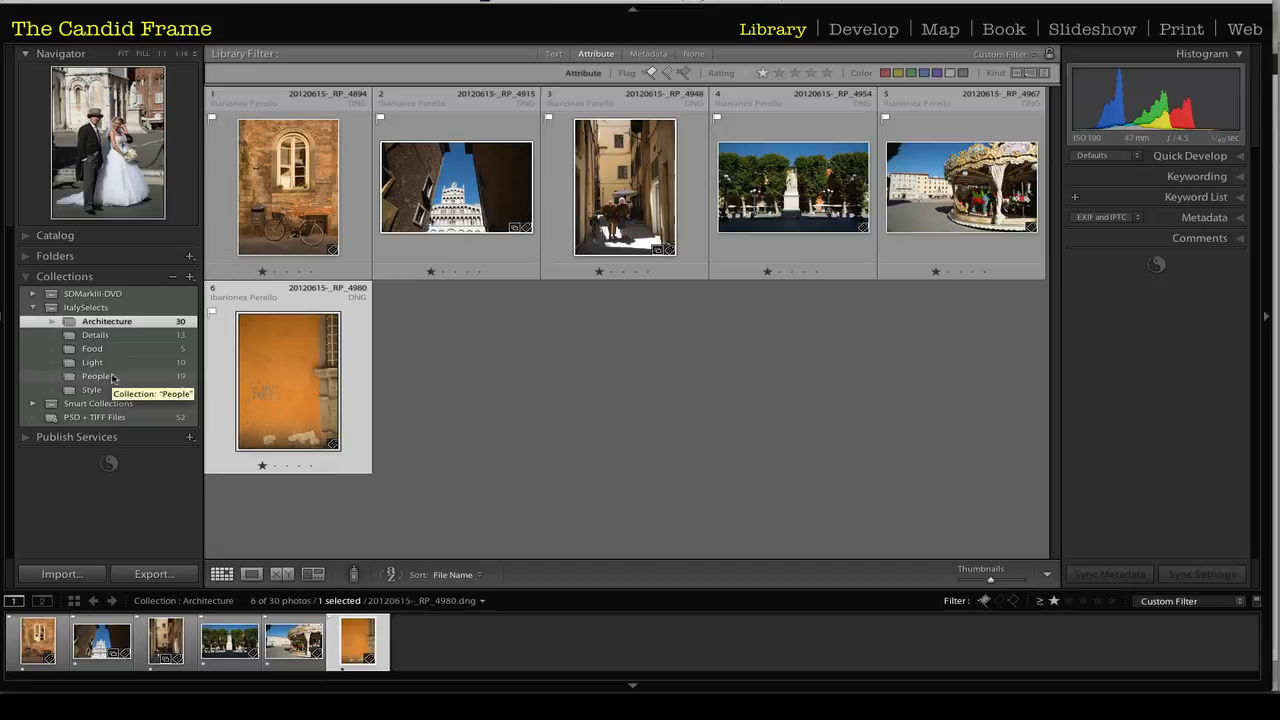 The Candid Frame
Library | Develop | Map | Book | Slideshow | Print | Web
Navigator FIT FILL 1:1 1:16
Library Filter : Text Attribute Metadata None Custom Filter
Histogram
Attribute Flag Rating Color Kind
1 20120615-_RP_4894
Ibarionex Perello DNG
2 20120615-_RP_4915
Ibarionex Perello DNG
3 20120615-_RP_4948
Ibarionex Perello DNG
4 20120615-_RP_4954
Ibarionex Perello DNG
5 20120615-_RP_4967
Ibarionex Perello DNG
ISO 100 47 mm f / 4.5 sec
Defaults Quick Develop
Keywording
+ Keyword List
EXIF and IPTC Metadata
Comments
Catalog
Folders +
Collections − +
5DMarkIII-DVD
ItalySelects
Architecture 30
Details 13
Food 5
Light 10
People 19
Style
Collection: "People"
Smart Collections
PSD + TIFF Files 52
Publish Services +
6 20120615-_RP_4980
Ibarionex Perello DNG
Import... Export...
Sort: File Name
Thumbnails
Sync Metadata Sync Settings
1 2 Collection : Architecture 6 of 30 photos / 1 selected / 20120615-_RP_4980.dng
Filter : ≥ Custom Filter